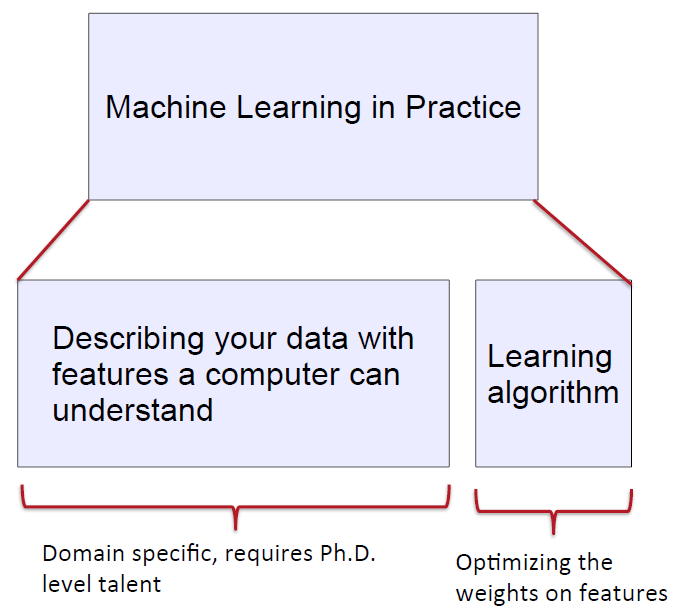 Machine Learning in Practice
Describing your data with
features a computer can
understand
Learning
algorithm
Domain specific, requires Ph.D.
level talent
Optimizing the
weights on features